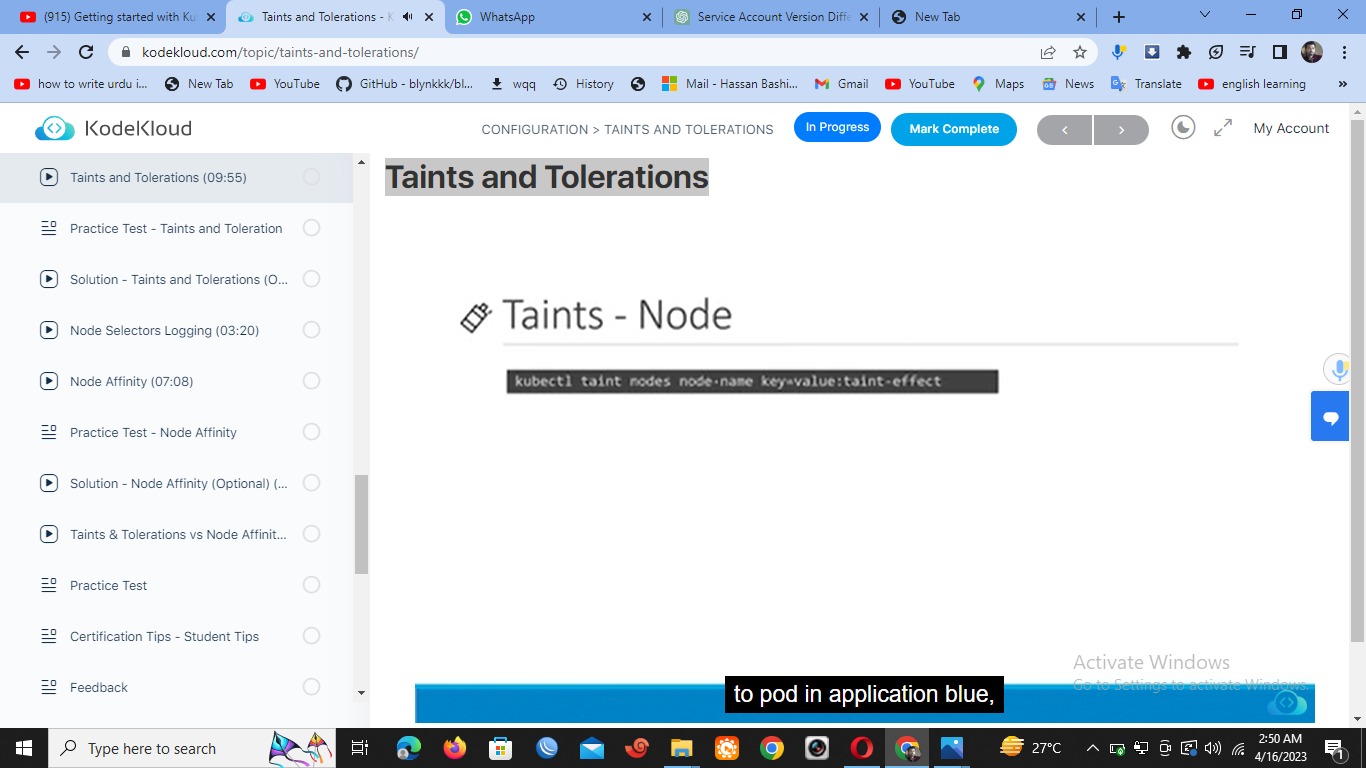 (915) Getting started with Ku
Taints and Tolerations - K
WhatsApp
Service Account Version Diffe
New Tab
kodekloud.com/topic/taints-and-tolerations/
how to write urdu i...
New Tab
YouTube
GitHub - blynkkk/bl...
wqq
History
Mail - Hassan Bashi...
Gmail
YouTube
Maps
News
Translate
english learning
KodeKloud
CONFIGURATION > TAINTS AND TOLERATIONS
In Progress
Mark Complete
My Account
Taints and Tolerations (09:55)
Practice Test - Taints and Toleration
Solution - Taints and Tolerations (O...
Node Selectors Logging (03:20)
Node Affinity (07:08)
Practice Test - Node Affinity
Solution - Node Affinity (Optional) (...
Taints & Tolerations vs Node Affinit...
Practice Test
Certification Tips - Student Tips
Feedback
Taints and Tolerations
Taints - Node
kubectl taint nodes node-name key=value:taint-effect
to pod in application blue,
Activate Windows
Go to Settings to activate Windows.
Type here to search
27°C
2:50 AM
4/16/2023
1